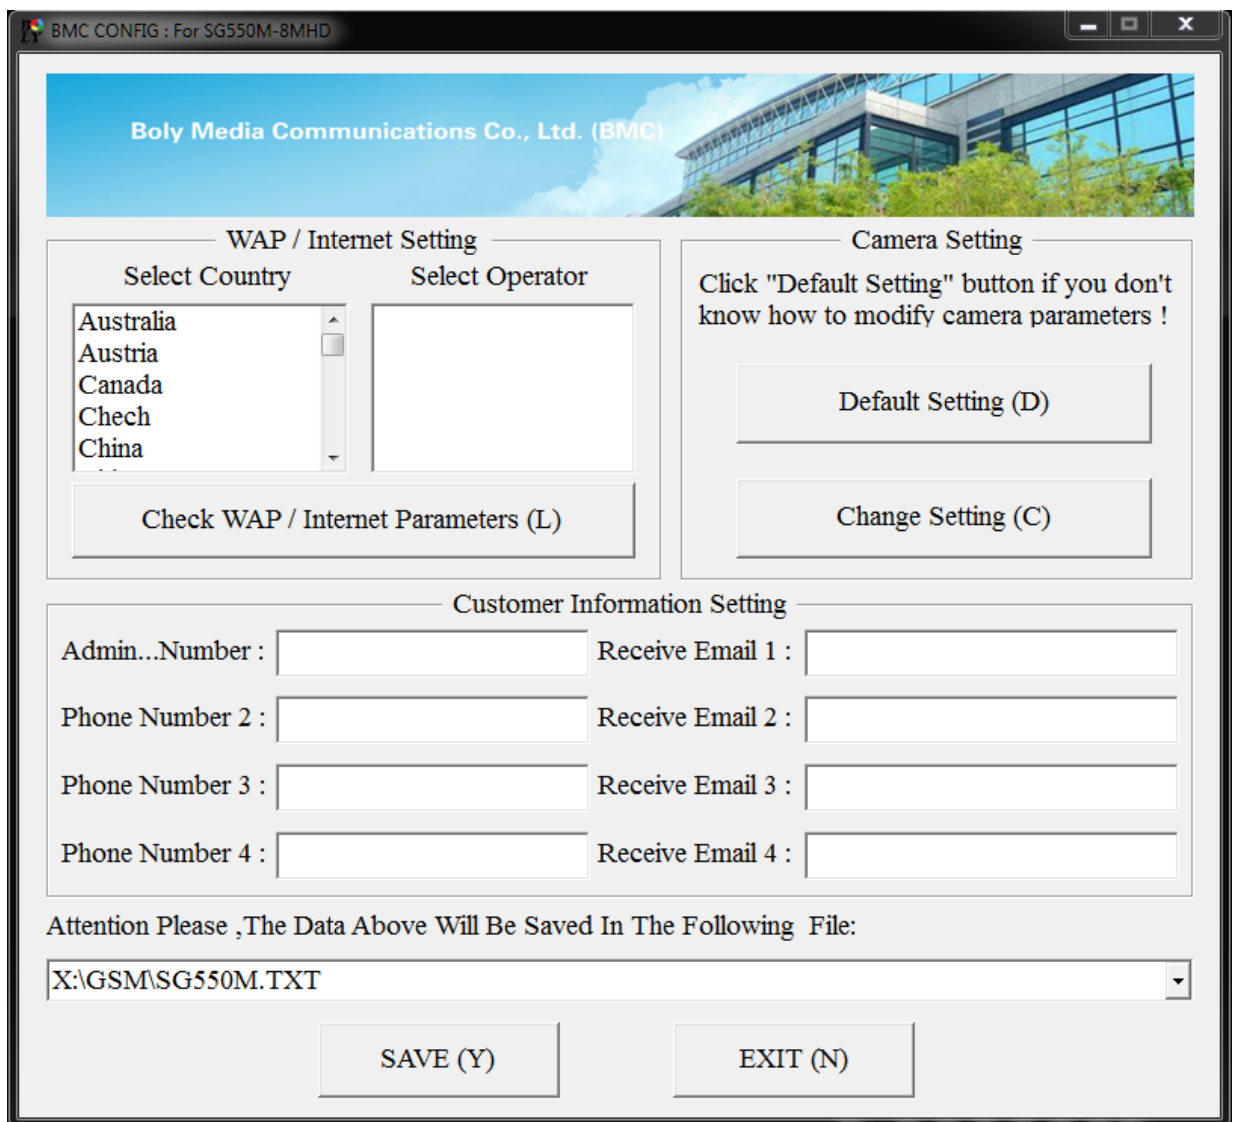 BMC CONFIG : For SG550M-8MHD
Boly Media Communications Co., Ltd. (BMC)
WAP / Internet Setting
Select Country
Select Operator
Australia
Austria
Canada
Chech
China
Check WAP / Internet Parameters (L)
Camera Setting
Click "Default Setting" button if you don't
know how to modify camera parameters !
Default Setting (D)
Change Setting (C)
Customer Information Setting
Admin...Number :
Receive Email 1 :
Phone Number 2 :
Receive Email 2 :
Phone Number 3 :
Receive Email 3 :
Phone Number 4 :
Receive Email 4 :
Attention Please ,The Data Above Will Be Saved In The Following  File:
X:\GSM\SG550M.TXT
SAVE (Y)
EXIT (N)